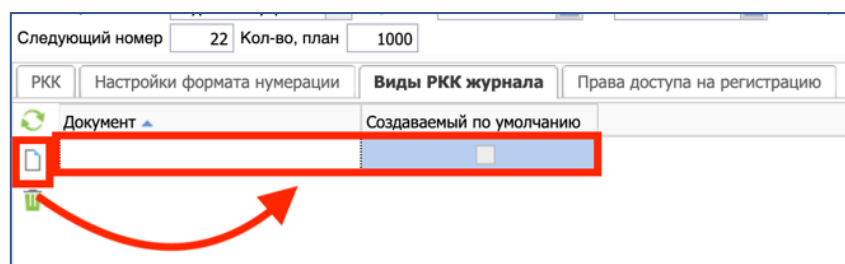 Следующий номер 22 Кол-во, план 1000
РКК Настройки формата нумерации Виды РКК журнала Права доступа на регистрацию
Документ Создаваемый по умолчанию